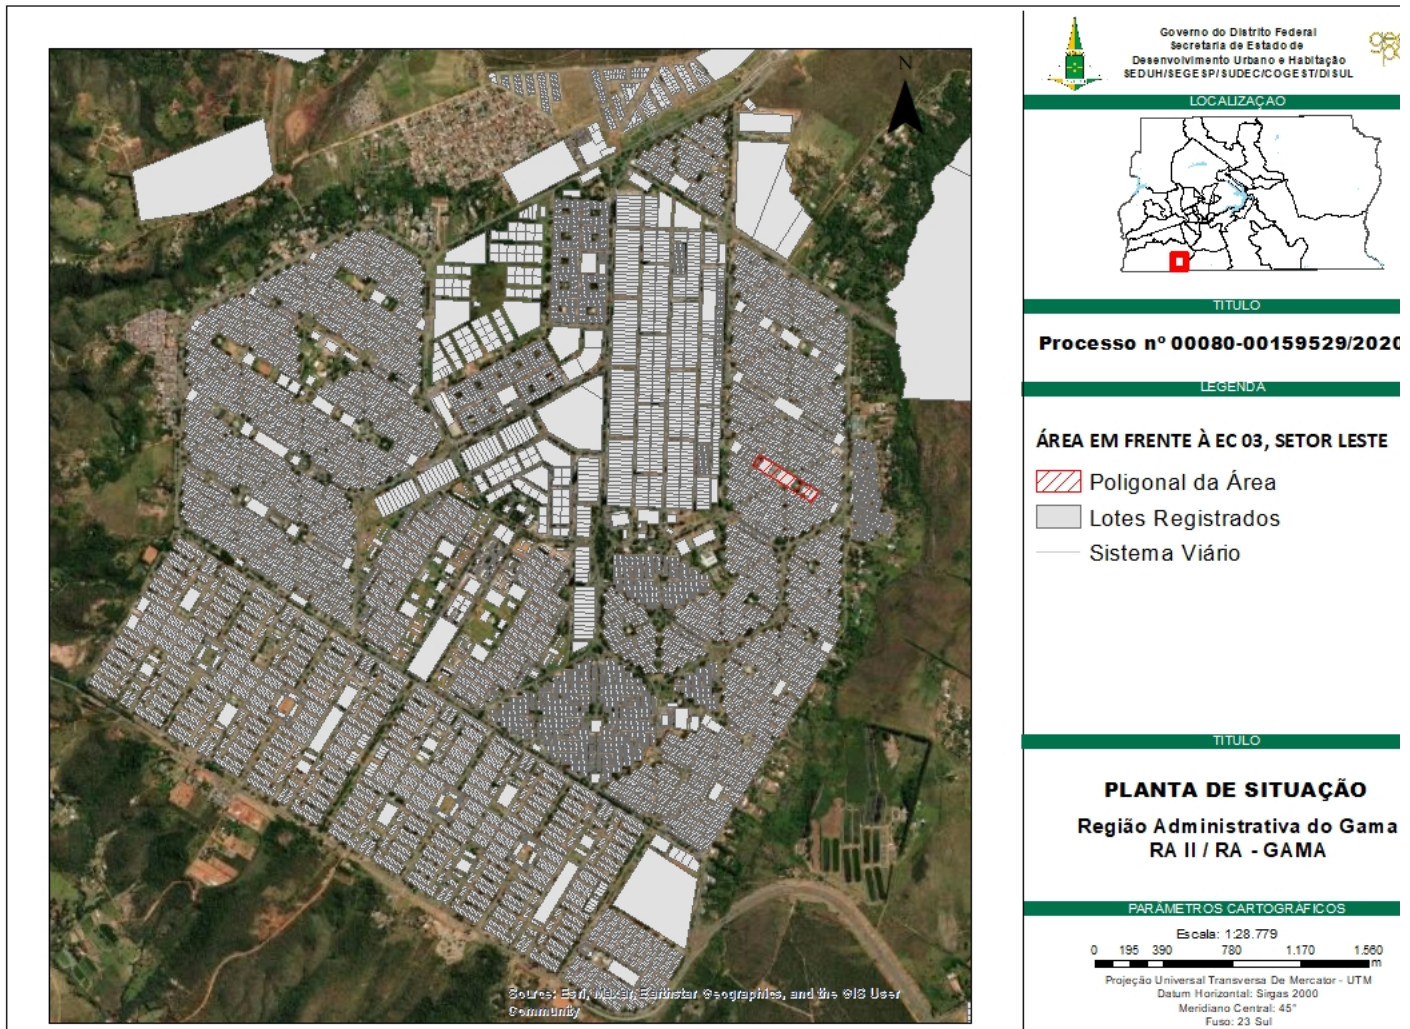 N
Source: Esri, Maxar, Earthstar Geographics, and the GIS User
Community
Governo do Distrito Federal
Secretaria de Estado de
Desenvolvimento Urbano e Habitação
SEDUH/SEGESP/SUDEC/COGEST/DISUL
LOCALIZAÇÃO
TITULO
Processo nº 00080-00159529/2020
LEGENDA
ÁREA EM FRENTE À EC 03, SETOR LESTE
Poligonal da Área
Lotes Registrados
Sistema Viário
TITULO
PLANTA DE SITUAÇÃO
Região Administrativa do Gama
RA II / RA - GAMA
PARÂMETROS CARTOGRÁFICOS
Escala: 1:28.779
0 195 390 780 1.170 1.560
m
Projeção Universal Transversa De Mercator - UTM
Datum Horizontal: Sirgas 2000
Meridiano Central: 45°
Fuso: 23 Sul